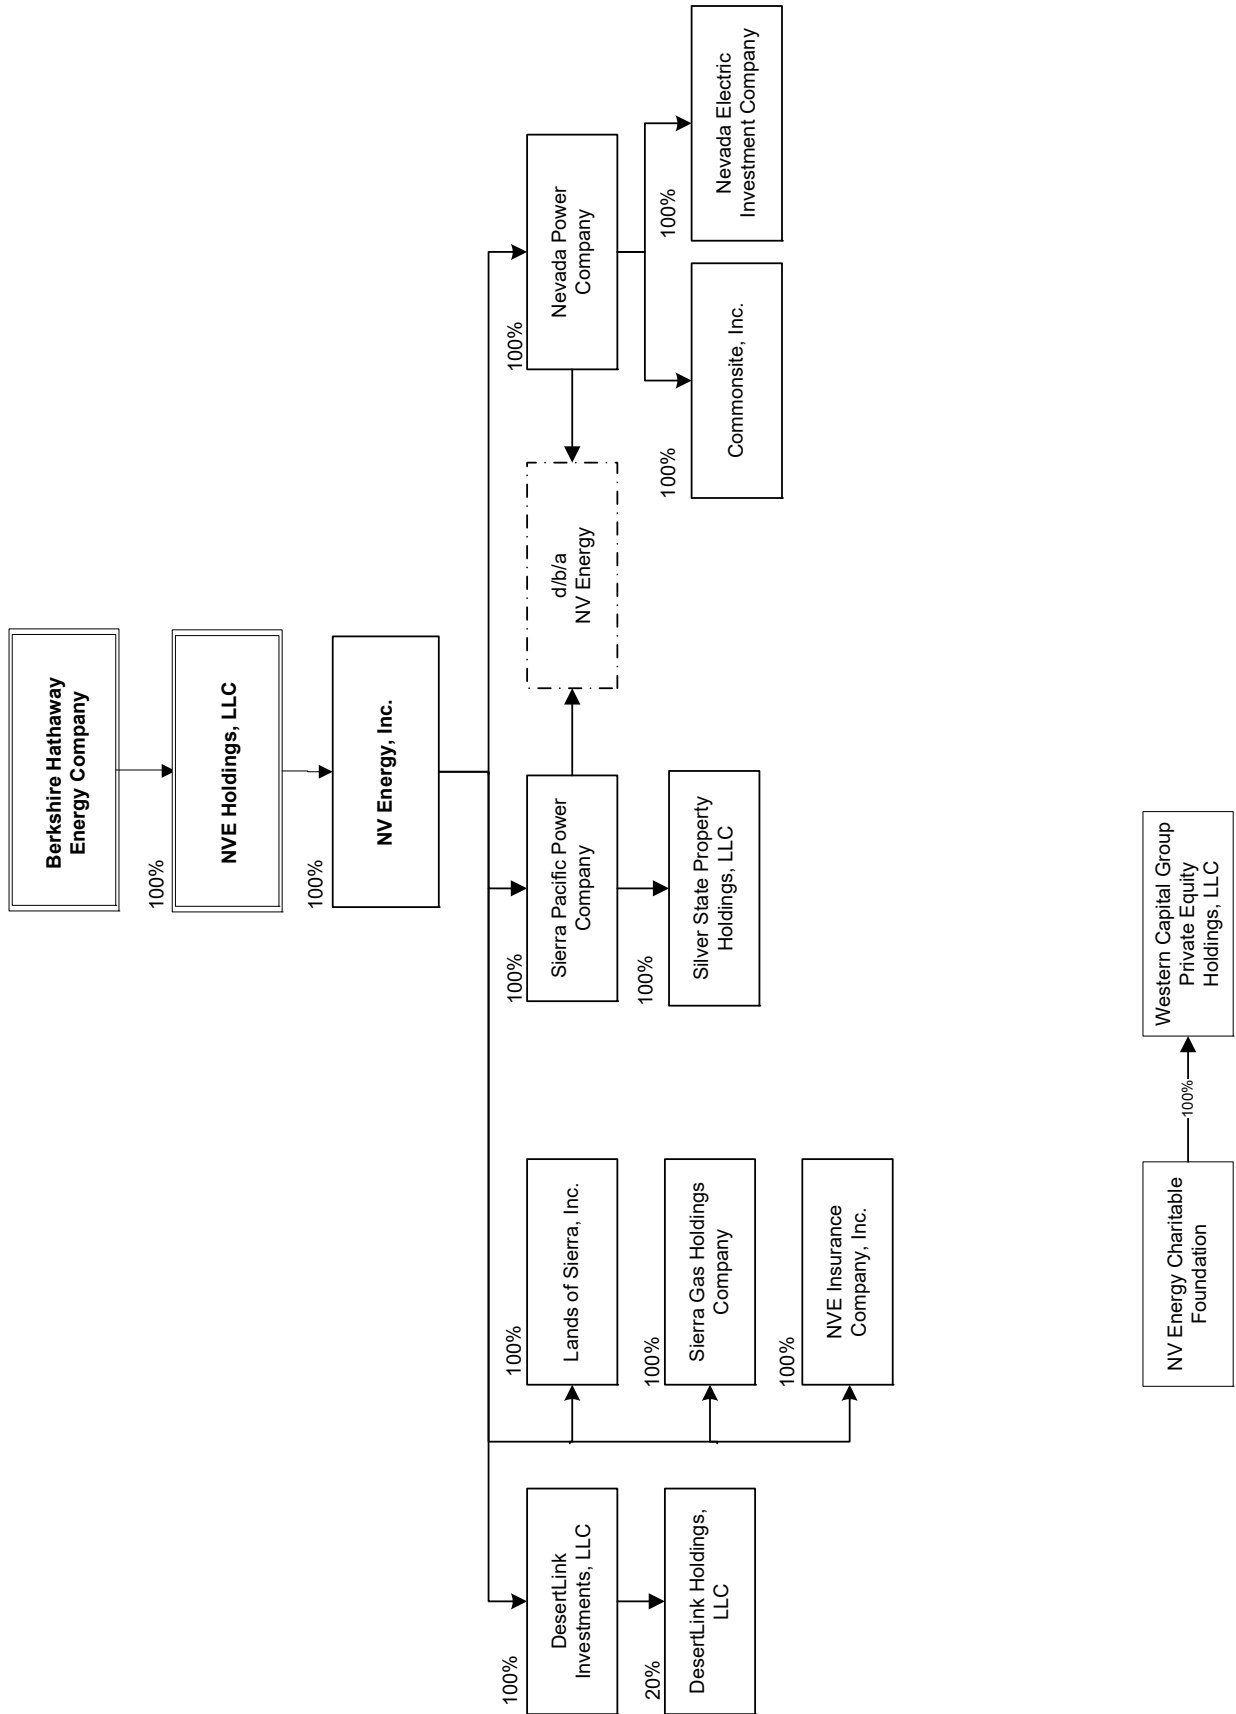 Berkshire Hathaway
Energy Company
100%
NVE Holdings, LLC
100%
NV Energy, Inc.
100%
DesertLink
Investments, LLC
20%
DesertLink Holdings,
LLC
100%
Lands of Sierra, Inc.
100%
Sierra Gas Holdings
Company
100%
NVE Insurance
Company, Inc.
100%
Sierra Pacific Power
Company
100%
Silver State Property
Holdings, LLC
d/b/a
NV Energy
100%
Nevada Power
Company
100%
Commonsite, Inc.
100%
Nevada Electric
Investment Company
NV Energy Charitable
Foundation
100%
Western Capital Group
Private Equity
Holdings, LLC